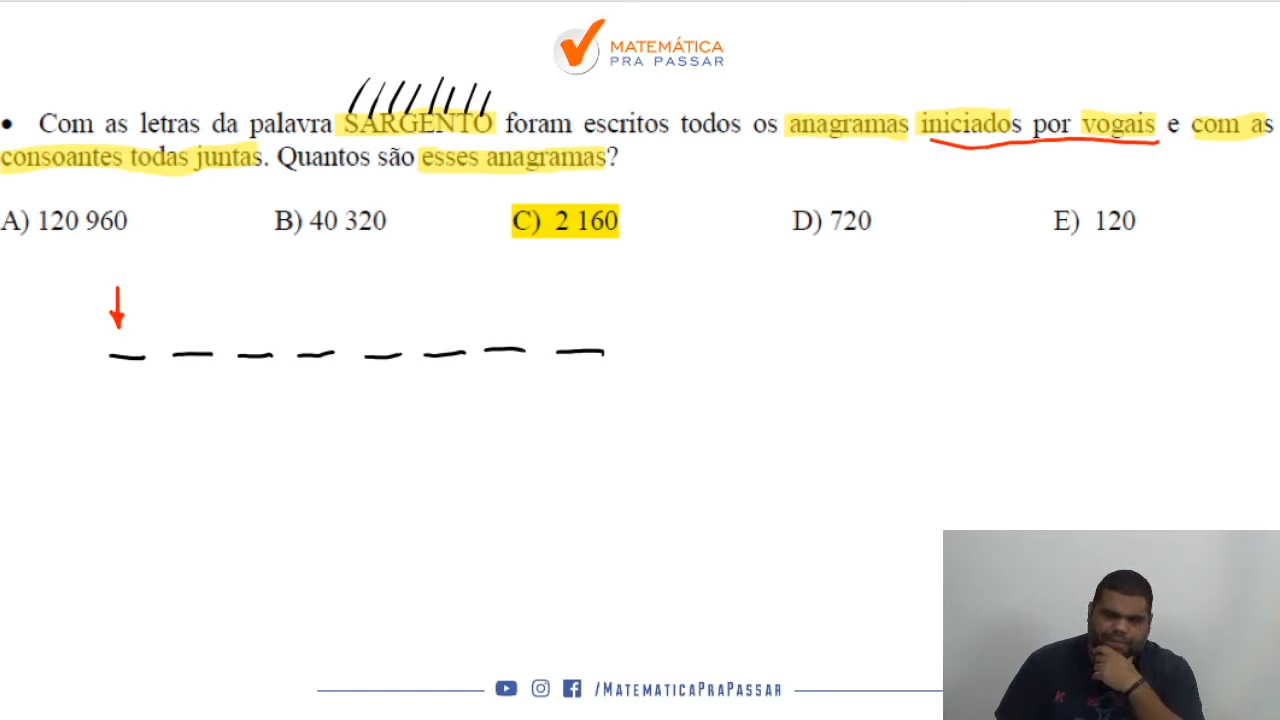 MATEMÁTICA
PRA PASSAR
• Com as letras da palavra SARGENTO foram escritos todos os anagramas iniciados por vogais e com as
consoantes todas juntas. Quantos são esses anagramas?
A) 120 960 B) 40 320 C) 2 160 D) 720 E) 120
/MATEMATICAPRAPASSAR